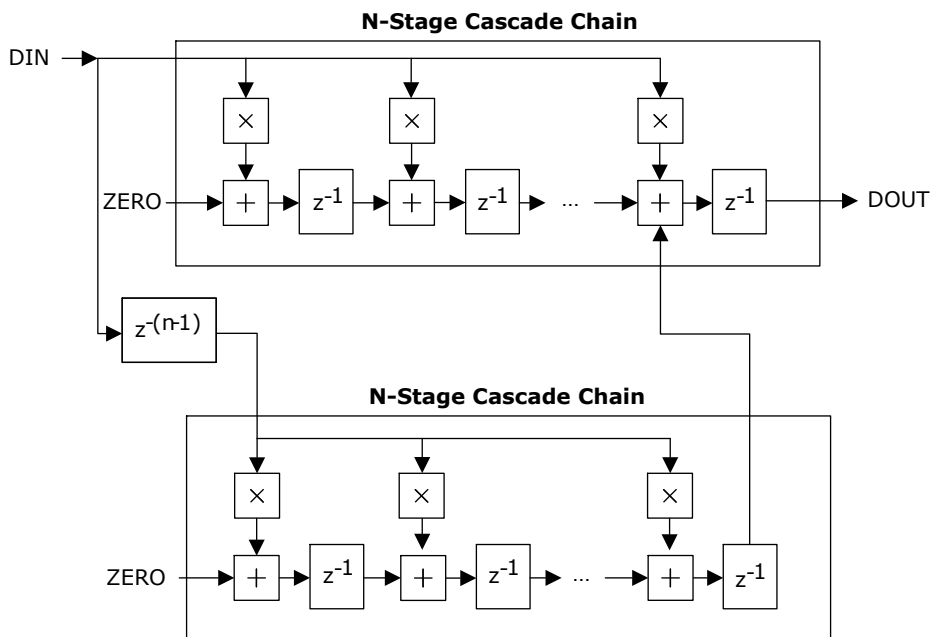 N-Stage Cascade Chain
DIN
× × ×
ZERO + z⁻¹ + z⁻¹ ... + z⁻¹ DOUT
z⁻⁽ⁿ⁻¹⁾
N-Stage Cascade Chain
× × ×
ZERO + z⁻¹ + z⁻¹ ... + z⁻¹